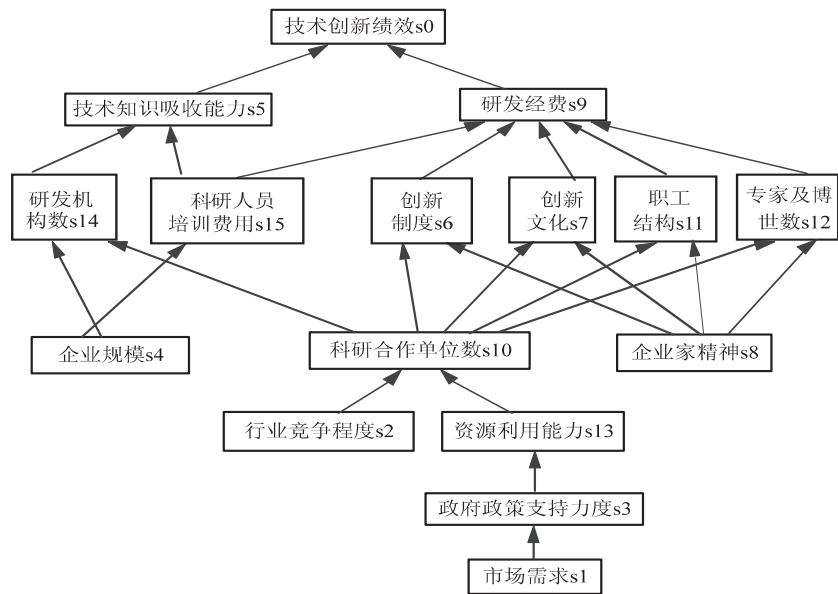 技术创新绩效s0
技术知识吸收能力s5
研发经费s9
研发机
构数s14
科研人员
培训费用s15
创新
制度s6
创新
文化s7
职工
结构s11
专家及博
世数s12
企业规模s4
科研合作单位数s10
企业家精神s8
行业竞争程度s2
资源利用能力s13
政府政策支持力度s3
市场需求s1